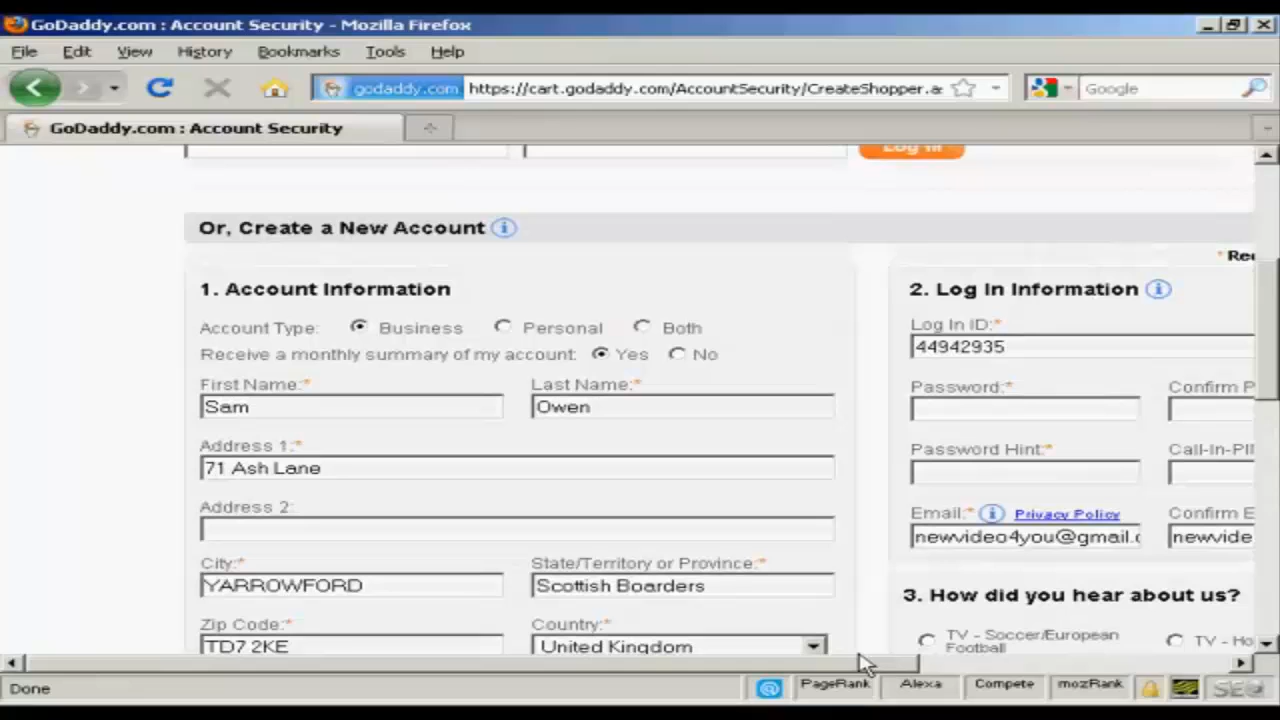 GoDaddy.com : Account Security - Mozilla Firefox
File Edit View History Bookmarks Tools Help
godaddy.com https://cart.godaddy.com/AccountSecurity/CreateShopper.a Google
GoDaddy.com : Account Security
Log In
Or, Create a New Account
1. Account Information
2. Log In Information
Account Type: Business Personal Both
Log In ID:*
Receive a monthly summary of my account: Yes No
44942935
First Name:* Last Name:*
Password:* Confirm P
Sam Owen
Address 1:*
Password Hint:* Call-In-PI
71 Ash Lane
Address 2:
Email:* Privacy Policy Confirm E
newvideo4you@gmail.c newvide
City:* State/Territory or Province:*
YARROWFORD Scottish Boarders
3. How did you hear about us?
Zip Code:* Country:*
TV - Soccer/European Football TV - Ho
TD7 2KE United Kingdom
Done PageRank Alexa Compete mozRank SEO